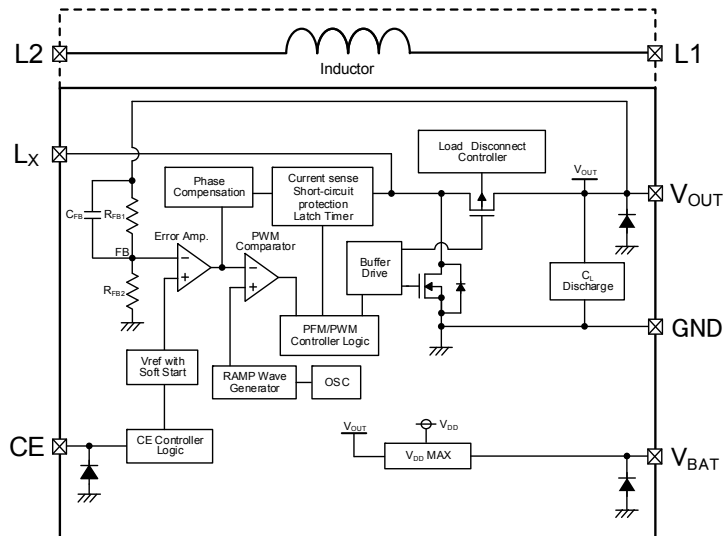 L2
L1
Inductor
LX
Load Disconnect
Controller
Phase
Compensation
Current sense
Short-circuit
protection
Latch Timer
VOUT
VOUT
CFB
RFB1
Error Amp.
PWM
Comparator
FB
Buffer
Drive
CL
Discharge
RFB2
PFM/PWM
Controller Logic
GND
Vref with
Soft Start
RAMP Wave
Generator
OSC
CE
CE Controller
Logic
VOUT
VDD
VDD MAX
VBAT